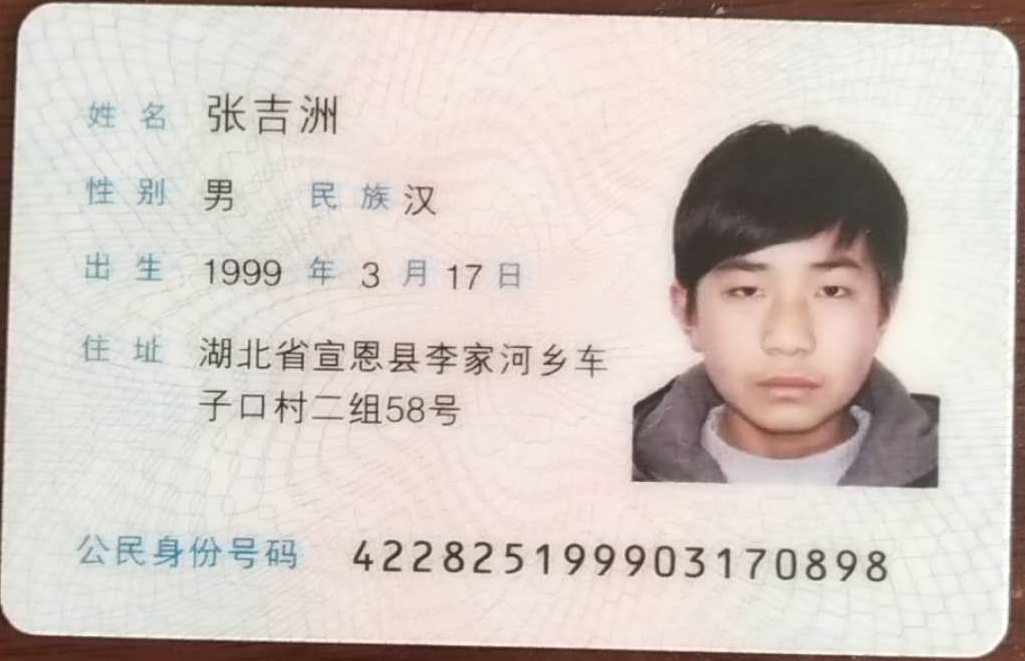 姓名 张吉洲
性别 男 民族 汉
出生 1999 年 3 月 17 日
住址 湖北省宣恩县李家河乡车
子口村二组58号
公民身份号码 422825199903170898